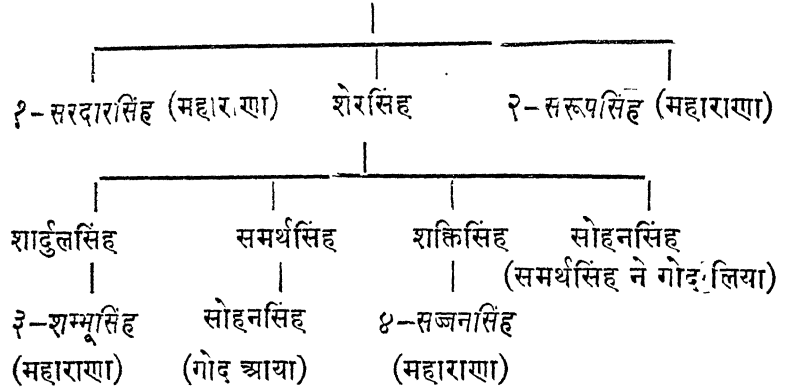 १-सरदारसिंह (महाराणा) शेरसिंह २-सरूपसिंह (महाराणा)
शार्दुलसिंह समर्थसिंह शक्तिसिंह सोहनसिंह
(समर्थसिंह ने गोद लिया)
३-शम्भूसिंह सोहनसिंह ४-सज्जनसिंह
(महाराणा) (गोद आया) (महाराणा)